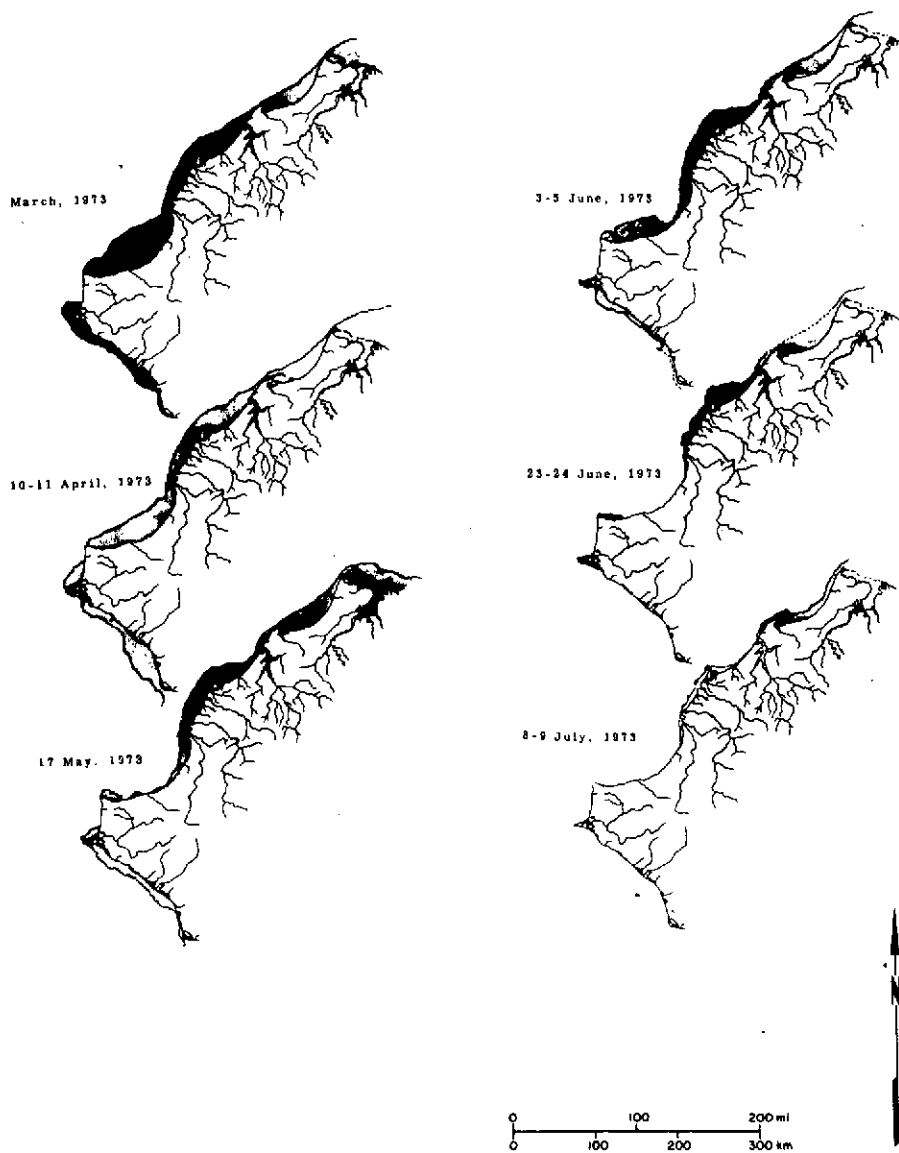 March, 1973
10-11 April, 1973
17 May, 1973
3-5 June, 1973
23-24 June, 1973
8-9 July, 1973
N
0 100 200 mi
0 100 200 300 km